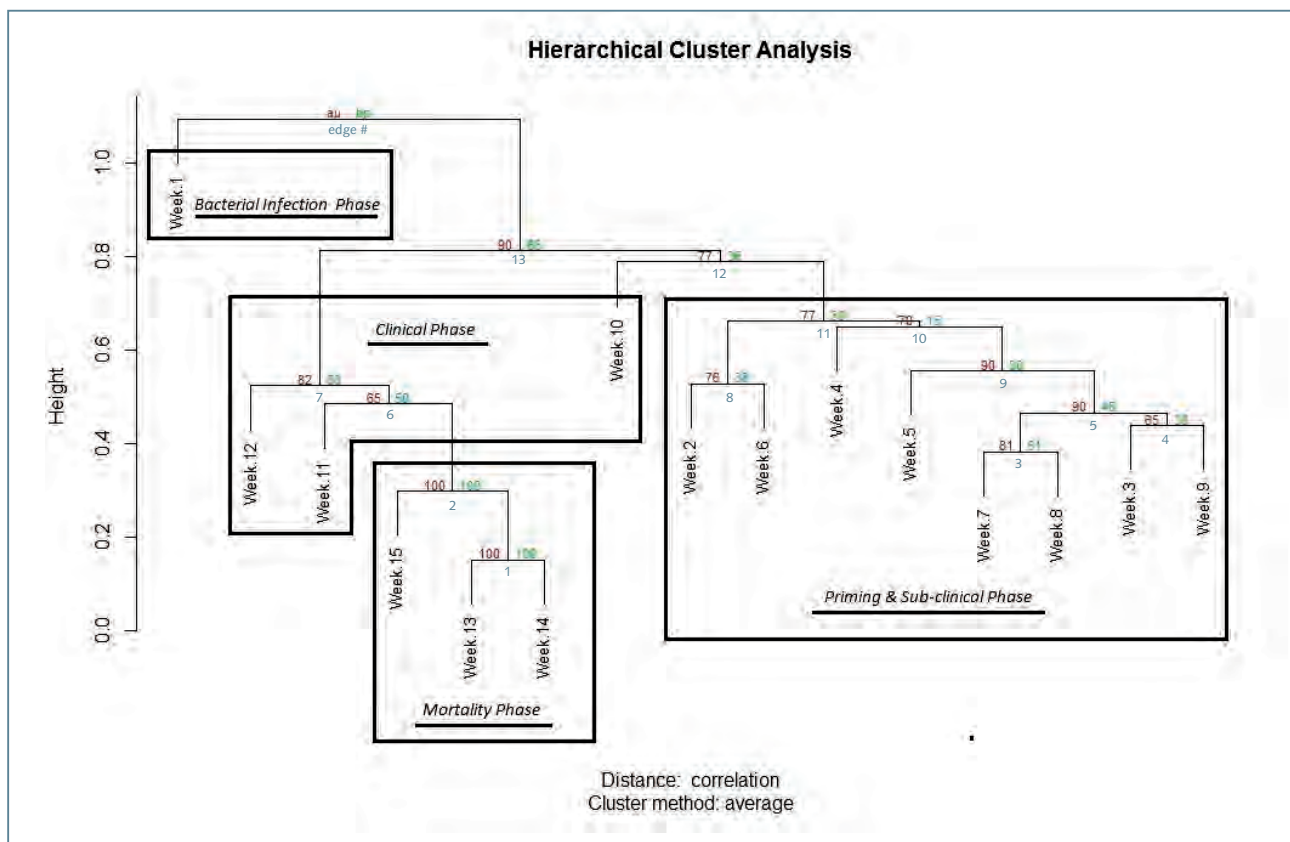 Hierarchical Cluster Analysis
au bp
edge #
Height
1.0
0.8
0.6
0.4
0.2
0.0
Week.1
Bacterial Infection Phase
90
13
77
12
Clinical Phase
Week.10
77
11
10
82
7
65 50
6
76
8
90
9
Week.12
Week.11
Week.2
Week.6
Week.4
Week.5
90
5
65
4
81
3
Week.7
Week.8
Week.3
Week.9
100 100
2
Week.15
100 100
1
Week.13
Week.14
Priming & Sub-clinical Phase
Mortality Phase
Distance: correlation
Cluster method: average